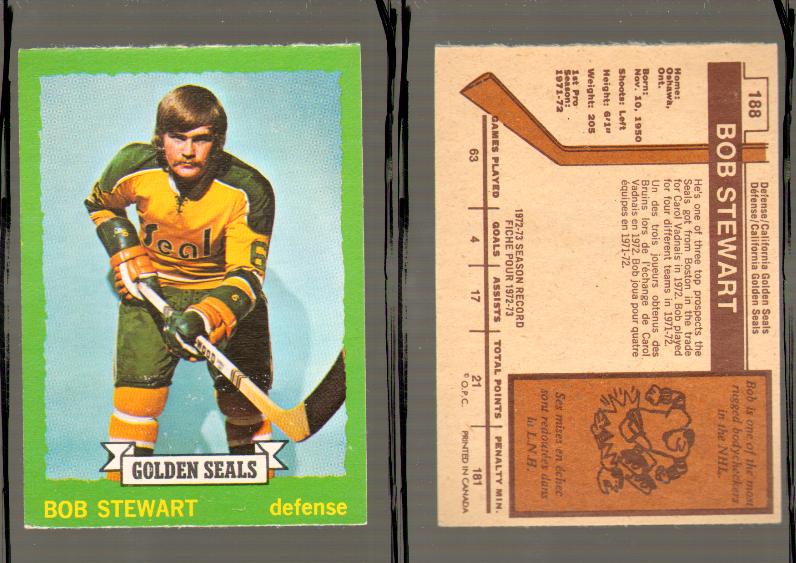 Seal
6
6
GOLDEN SEALS
BOB STEWART defense
188
BOB STEWART
Defense/California Golden Seals
Défense/California Golden Seals
Home:
Oshawa,
Ont.
Born:
Nov. 10, 1950
Shoots: Left
Height: 6'1"
Weight: 205
1st Pro
Season:
1971-72
He's one of three top prospects the
Seals got from Boston in the trade
for Carol Vadnais in 1972. Bob played
for four different teams in 1971-72.
Un des trois joueurs obtenus des
Bruins lors de l'échange de Carol
Vadnais en 1972. Bob joua pour quatre
équipes en 1971-72.
Bob is one of the most
rugged bodycheckers
in the NHL.
Ses mises en échec
sont redoutées dans
la L.N.H.
1972-73 SEASON RECORD
FICHE POUR 1972-73
GAMES PLAYED GOALS ASSISTS TOTAL POINTS PENALTY MIN.
63 4 17 21 181
© O.P.C. PRINTED IN CANADA